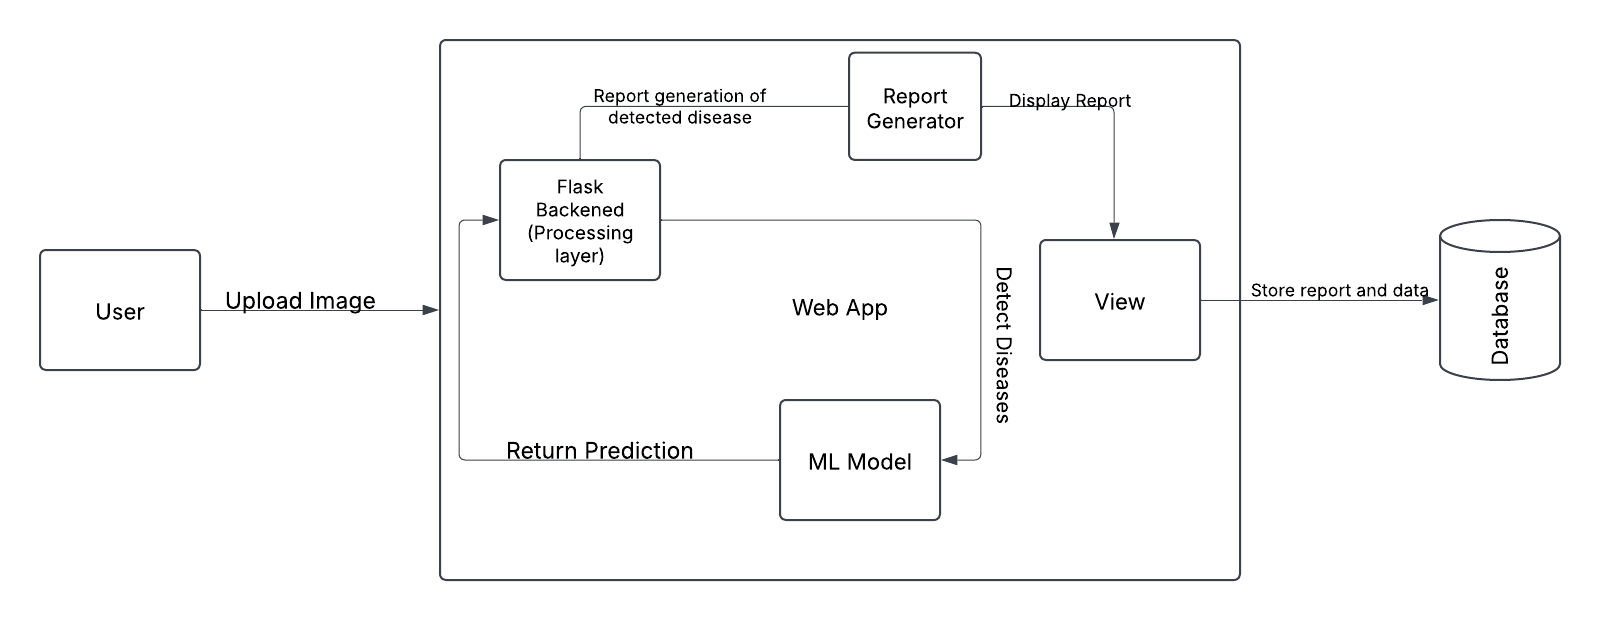 Report generation of
detected disease
Report
Generator
Display Report
Flask
Backened
(Processing
layer)
User
Upload Image
Web App
Detect Diseases
View
Store report and data
Database
Return Prediction
ML Model